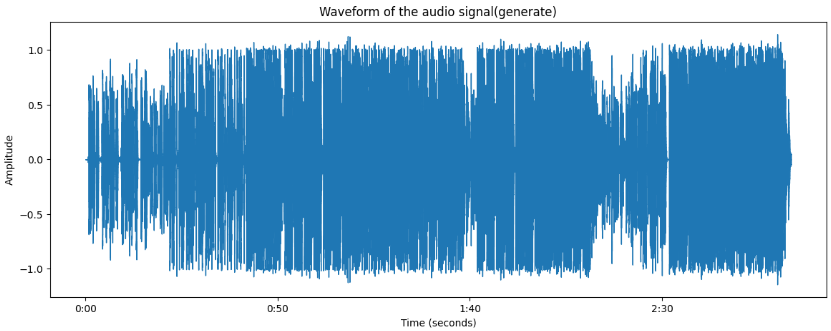 Waveform of the audio signal(generate)
1.0
0.5
0.0
−0.5
−1.0
Amplitude
0:00 0:50 1:40 2:30
Time (seconds)